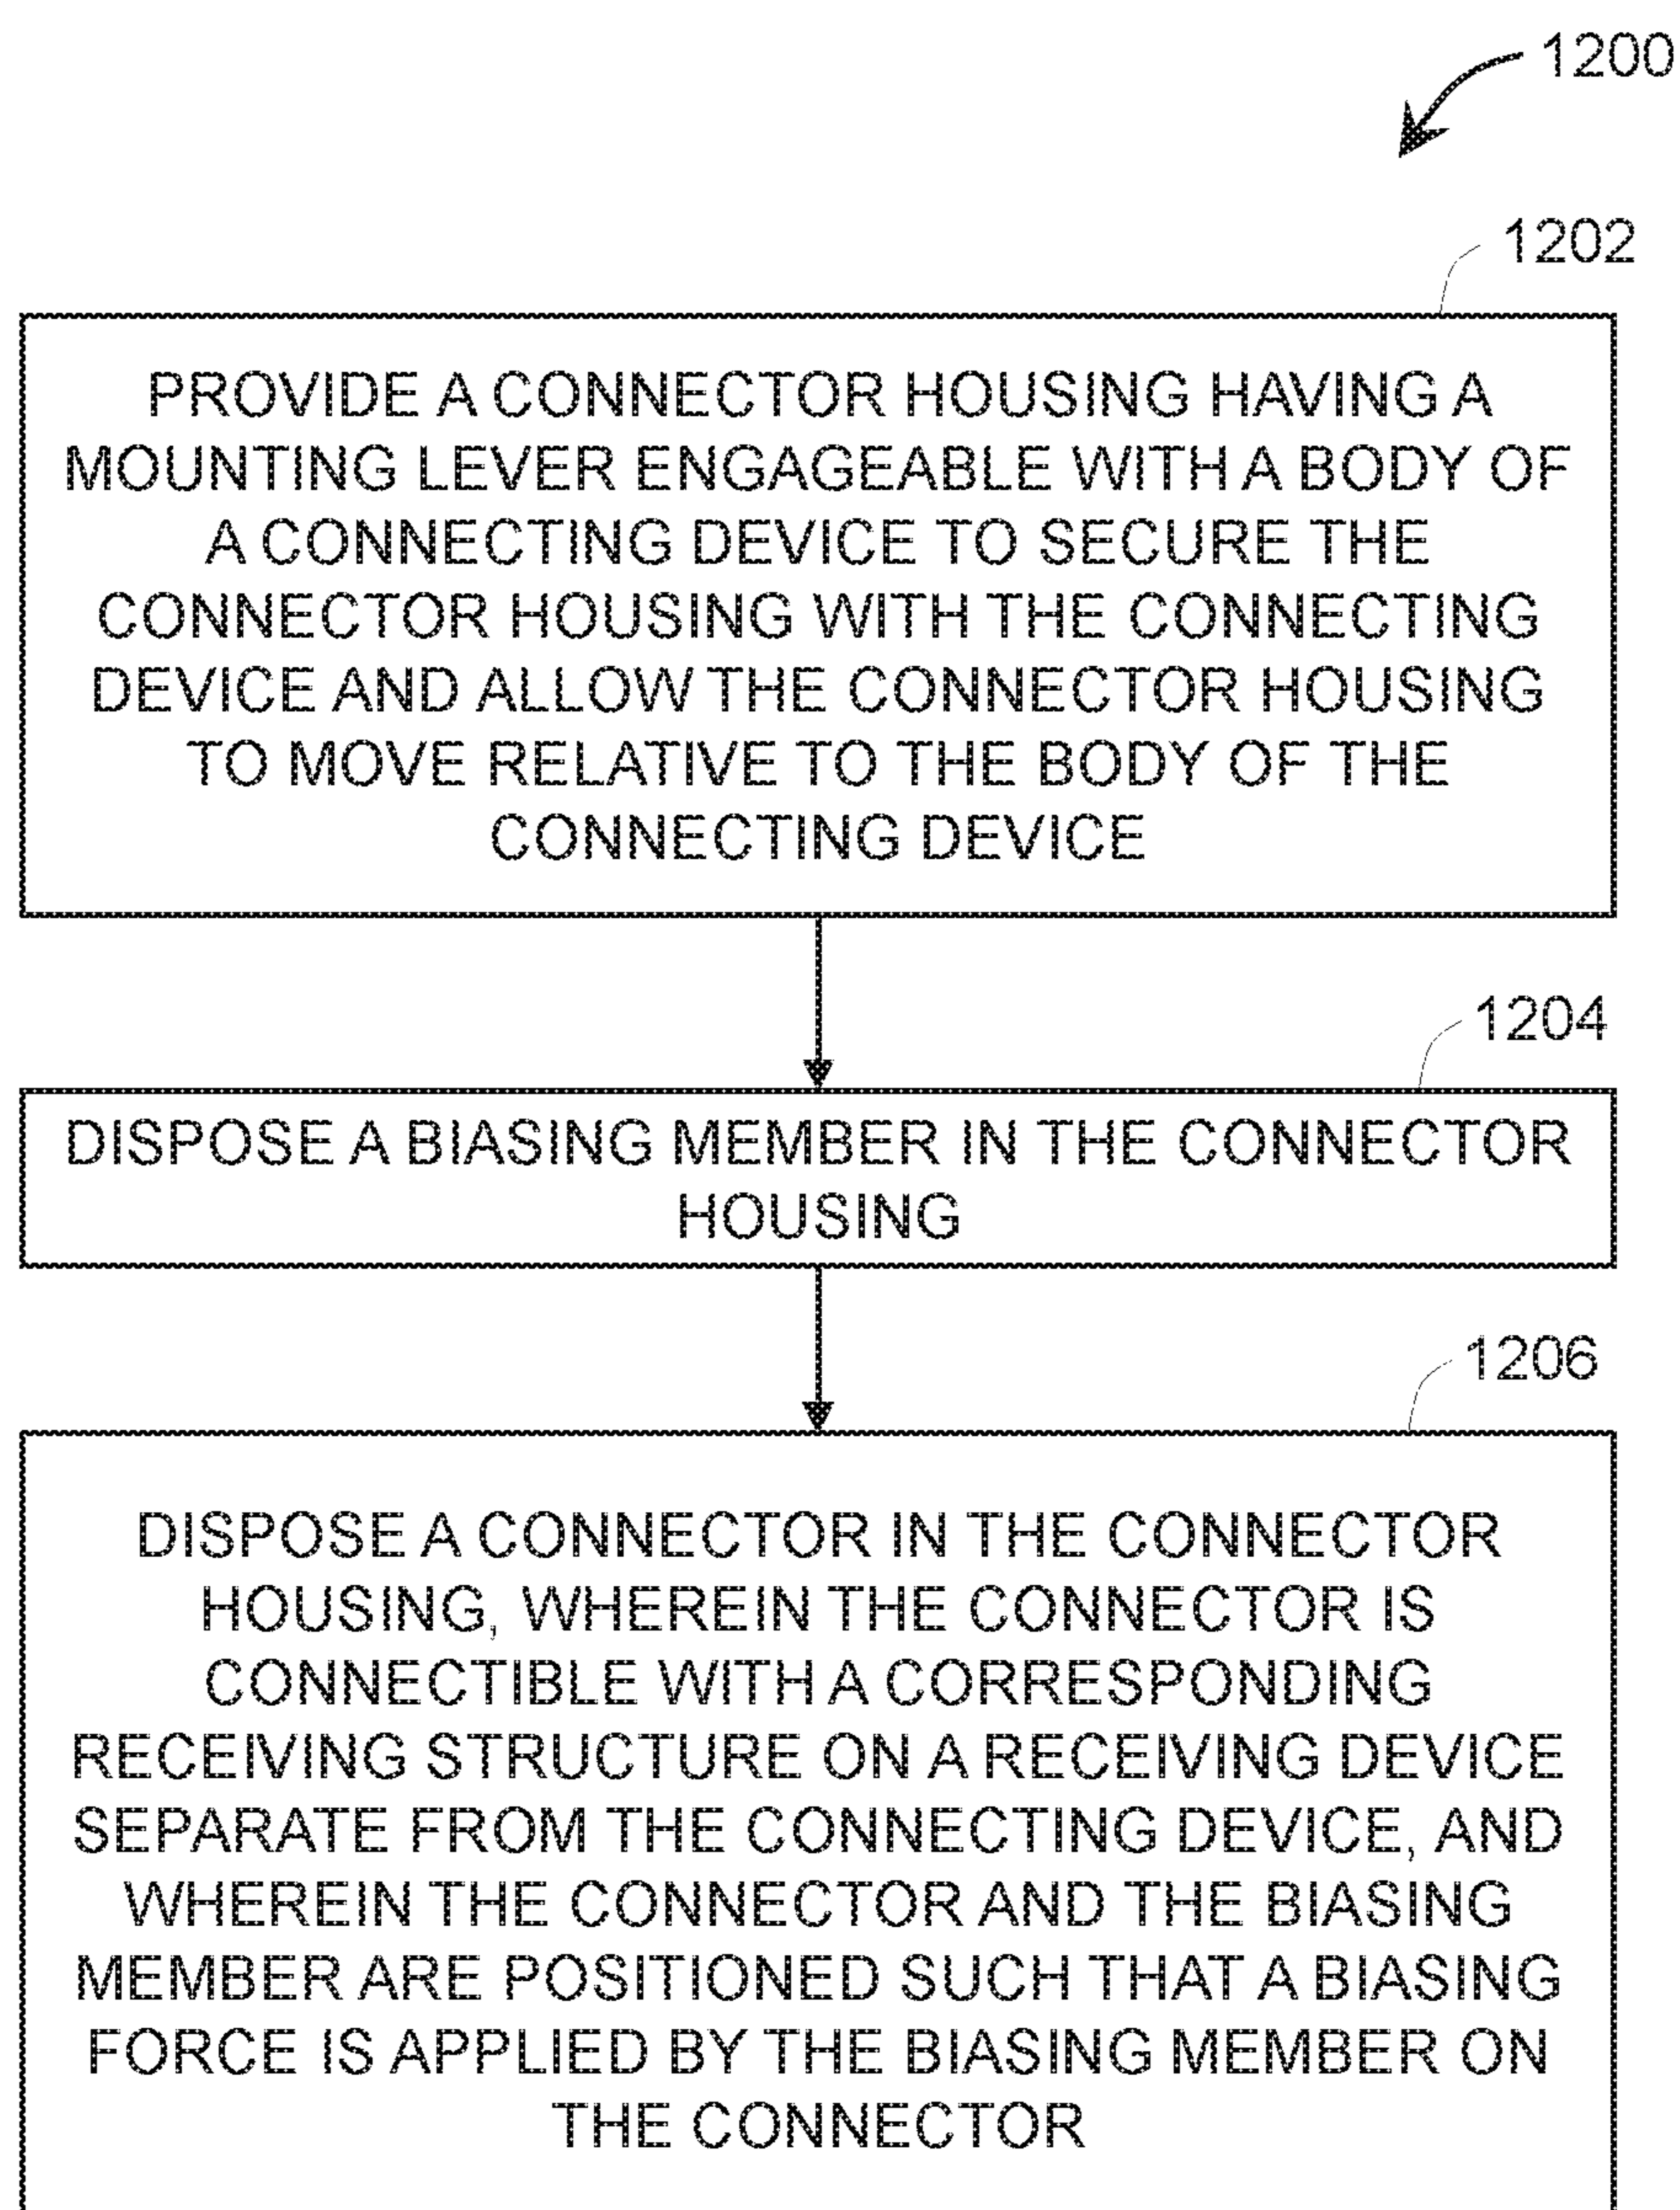 1200
1202
PROVIDE A CONNECTOR HOUSING HAVING A
MOUNTING LEVER ENGAGEABLE WITH A BODY OF
A CONNECTING DEVICE TO SECURE THE
CONNECTOR HOUSING WITH THE CONNECTING
DEVICE AND ALLOW THE CONNECTOR HOUSING
TO MOVE RELATIVE TO THE BODY OF THE
CONNECTING DEVICE
1204
DISPOSE A BIASING MEMBER IN THE CONNECTOR
HOUSING
1206
DISPOSE A CONNECTOR IN THE CONNECTOR
HOUSING, WHEREIN THE CONNECTOR IS
CONNECTIBLE WITH A CORRESPONDING
RECEIVING STRUCTURE ON A RECEIVING DEVICE
SEPARATE FROM THE CONNECTING DEVICE, AND
WHEREIN THE CONNECTOR AND THE BIASING
MEMBER ARE POSITIONED SUCH THAT A BIASING
FORCE IS APPLIED BY THE BIASING MEMBER ON
THE CONNECTOR